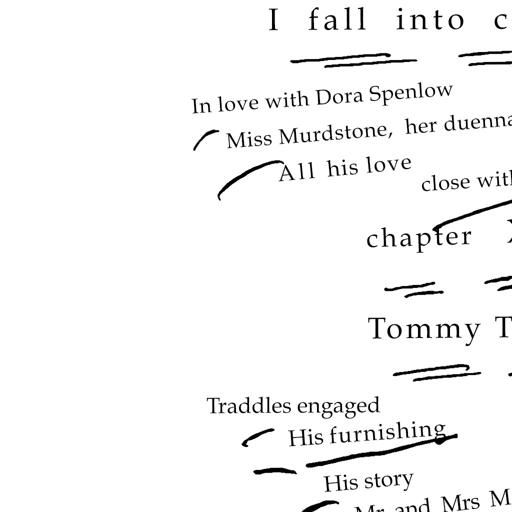 I fall into c
In love with Dora Spenlow
Miss Murdstone, her duenna
All his love
close with
chapter
Tommy T
Traddles engaged
His furnishing
His story
Mr and Mrs M